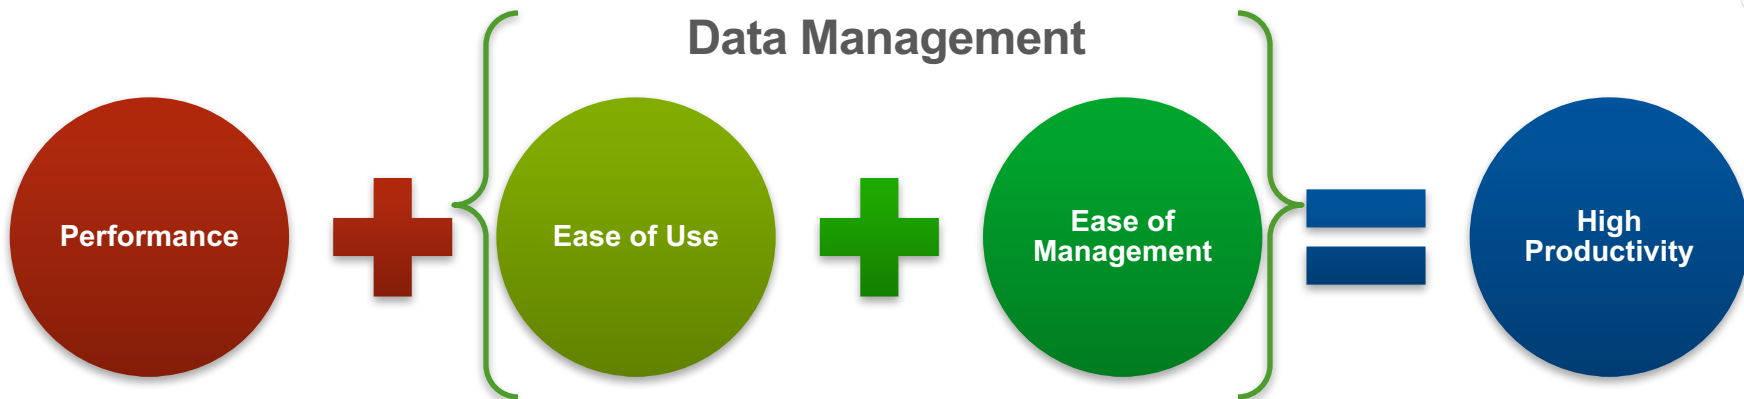 Data Management
Performance
Ease of Use
Ease of
Management
High
Productivity